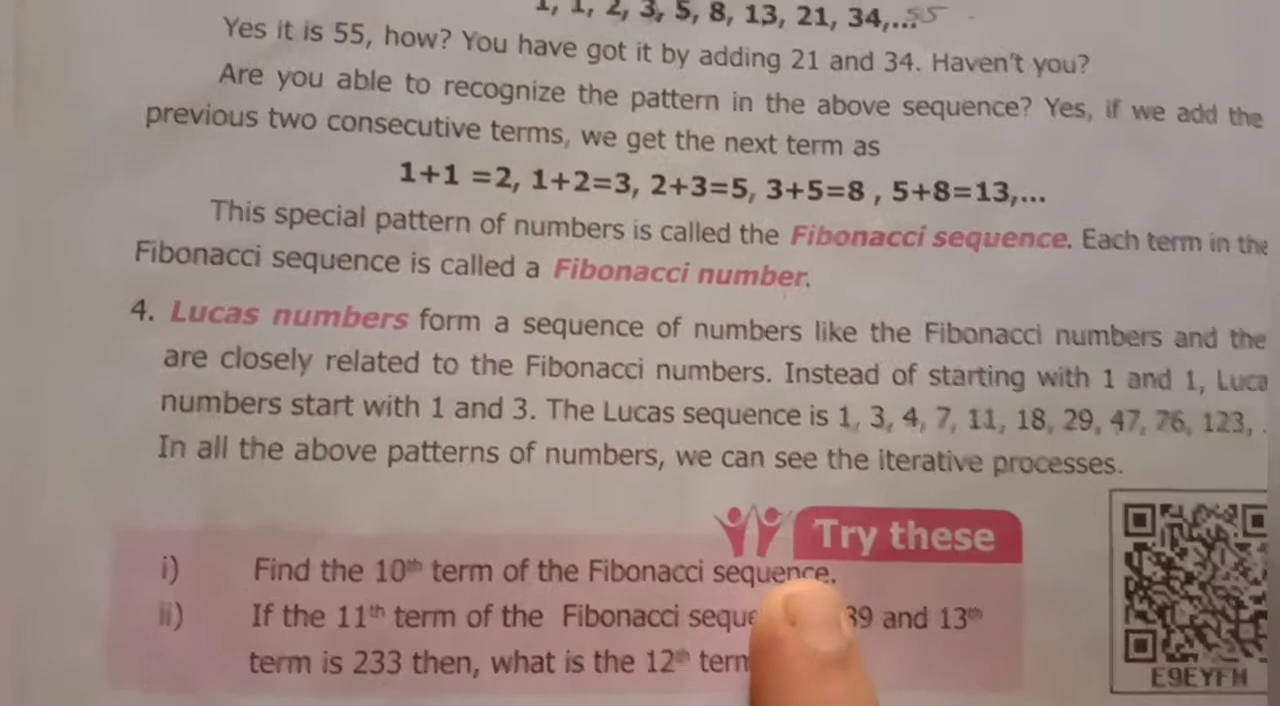 1, 1, 2, 3, 5, 8, 13, 21, 34,...55
Yes it is 55, how? You have got it by adding 21 and 34. Haven't you?
Are you able to recognize the pattern in the above sequence? Yes, if we add the
previous two consecutive terms, we get the next term as
1+1 =2, 1+2=3, 2+3=5, 3+5=8 , 5+8=13,...
This special pattern of numbers is called the Fibonacci sequence. Each term in the
Fibonacci sequence is called a Fibonacci number.
4. Lucas numbers form a sequence of numbers like the Fibonacci numbers and the
are closely related to the Fibonacci numbers. Instead of starting with 1 and 1, Luca
numbers start with 1 and 3. The Lucas sequence is 1, 3, 4, 7, 11, 18, 29, 47, 76, 123, .
In all the above patterns of numbers, we can see the iterative processes.
Try these
i) Find the 10th term of the Fibonacci sequence.
ii) If the 11th term of the Fibonacci seque 39 and 13th
term is 233 then, what is the 12th term
E9EYFM